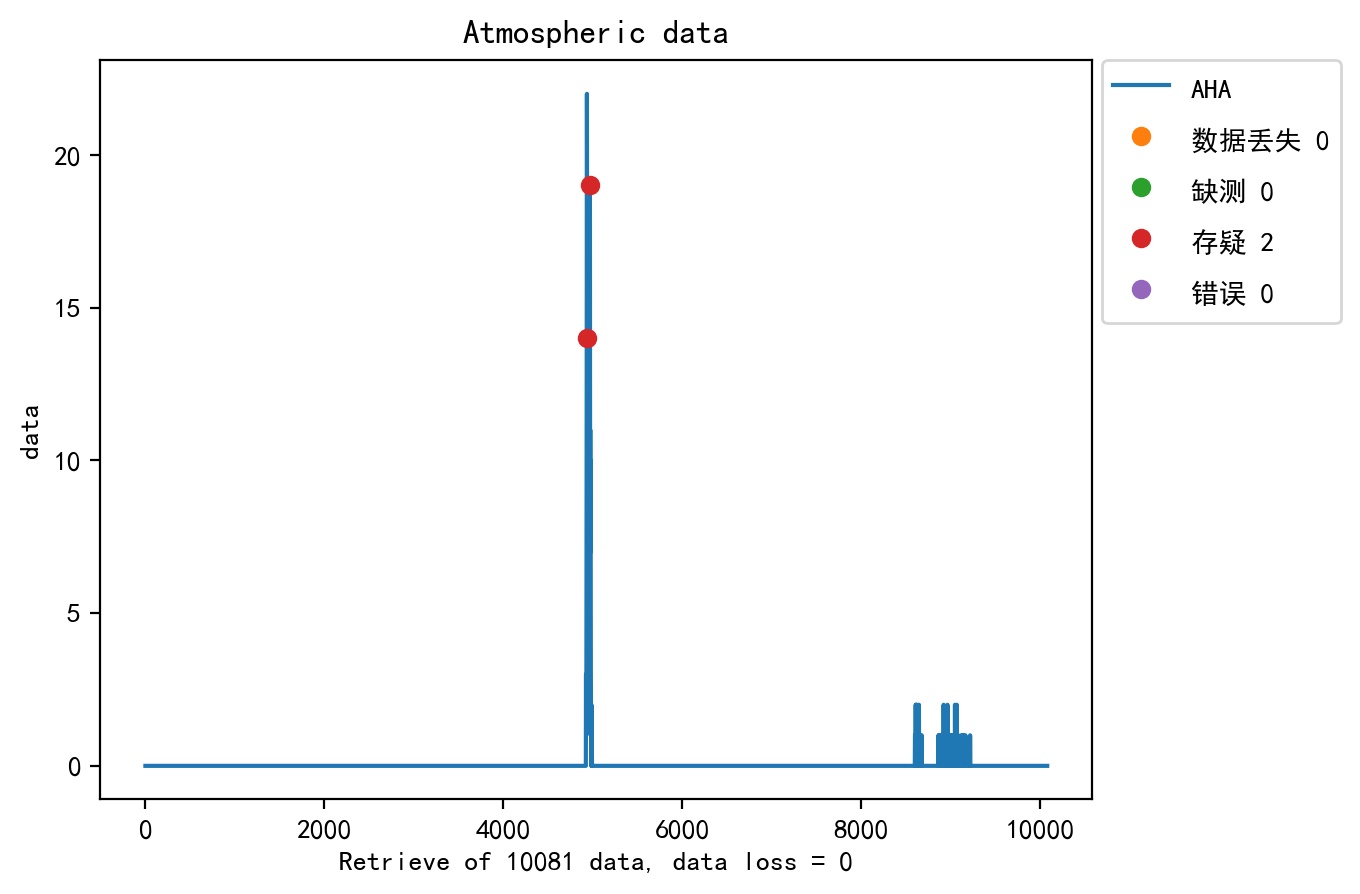 Atmospheric data
AHA
数据丢失 0
缺测 0
存疑 2
错误 0
data
20
15
10
5
0
0 2000 4000 6000 8000 10000
Retrieve of 10081 data, data loss = 0